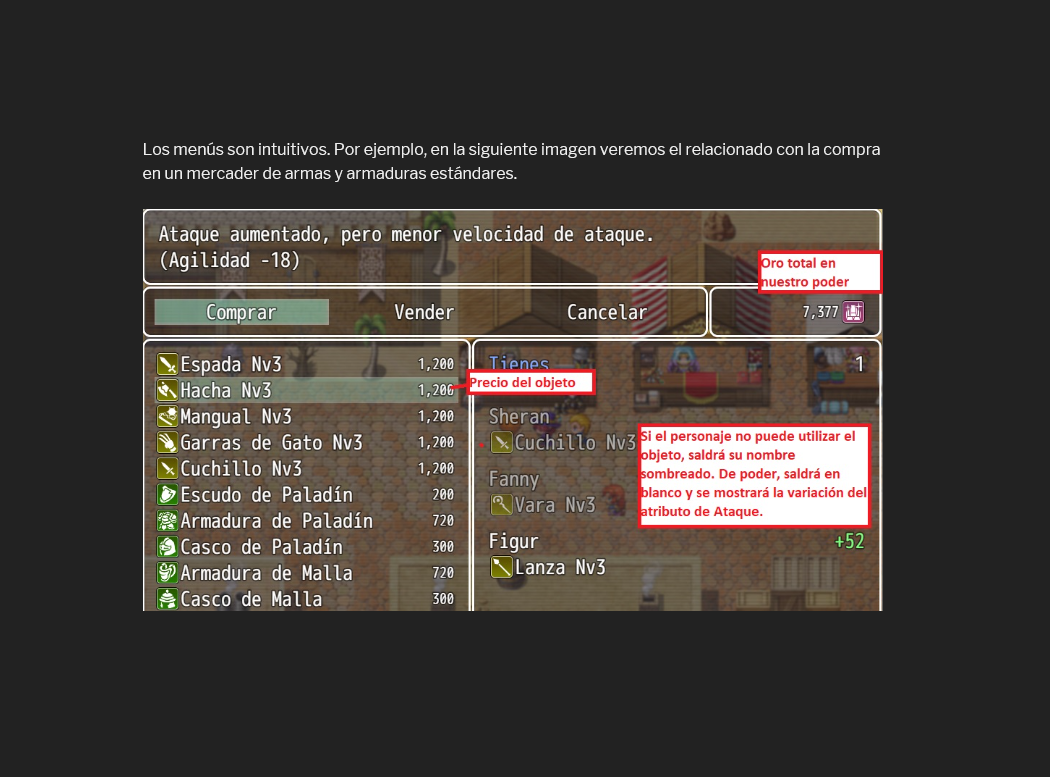 Los menús son intuitivos. Por ejemplo, en la siguiente imagen veremos el relacionado con la compra
en un mercader de armas y armaduras estándares.
Ataque aumentado, pero menor velocidad de ataque.
(Agilidad -18)
Oro total en
nuestro poder
Comprar Vender Cancelar 7,377
Espada Nv3 1,200
Hacha Nv3 1,200
Mangual Nv3 1,200
Garras de Gato Nv3 1,200
Cuchillo Nv3 1,200
Escudo de Paladín 200
Armadura de Paladín 720
Casco de Paladín 300
Armadura de Malla 720
Casco de Malla 300
Tienes 1
Precio del objeto
Sheran
Cuchillo Nv3
Fanny
Vara Nv3
Si el personaje no puede utilizar el
objeto, saldrá su nombre
sombreado. De poder, saldrá en
blanco y se mostrará la variación del
atributo de Ataque.
Figur +52
Lanza Nv3